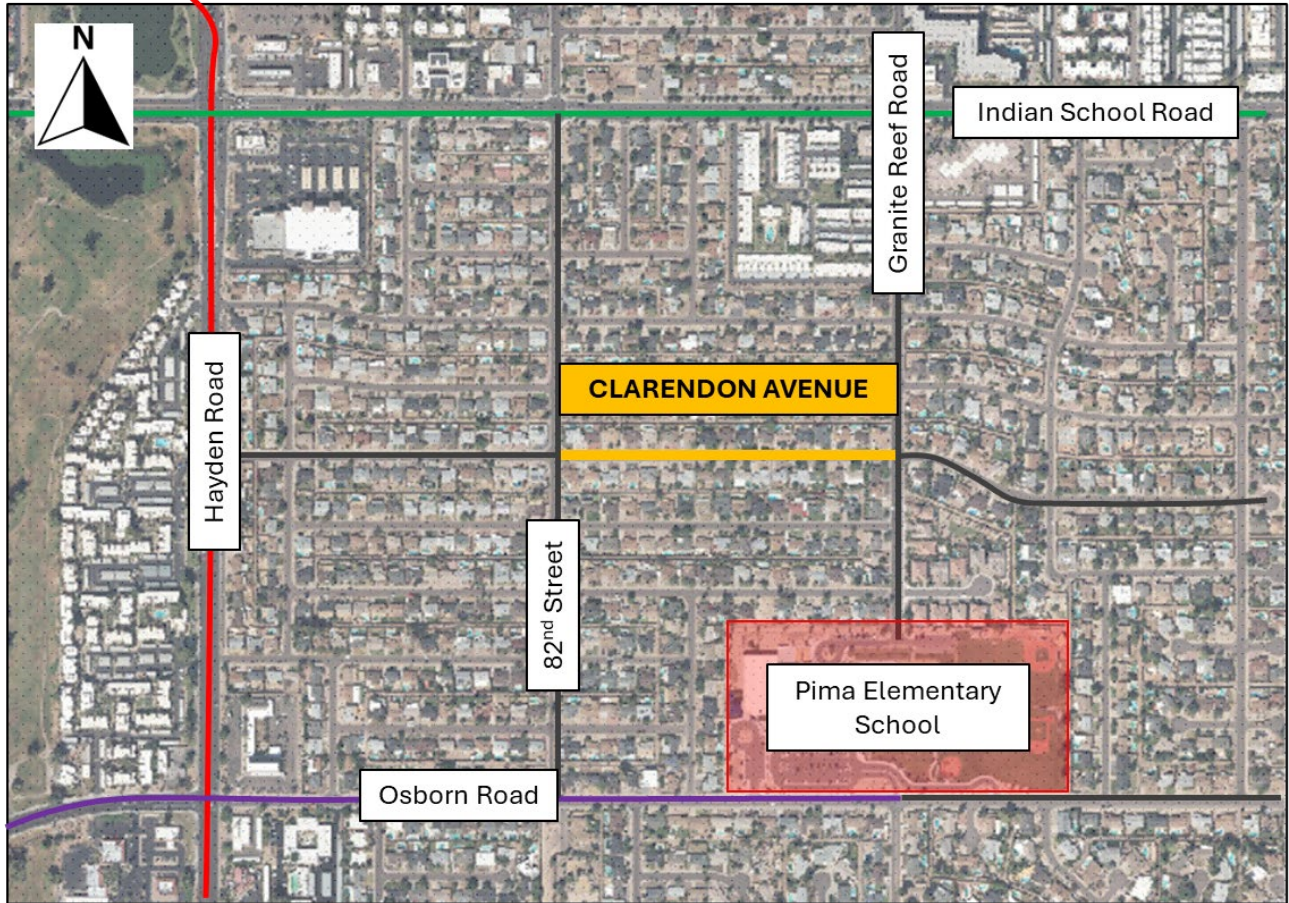 N
Granite Reef Road
Indian School Road
CLARENDON AVENUE
Hayden Road
82nd Street
Pima Elementary
School
Osborn Road